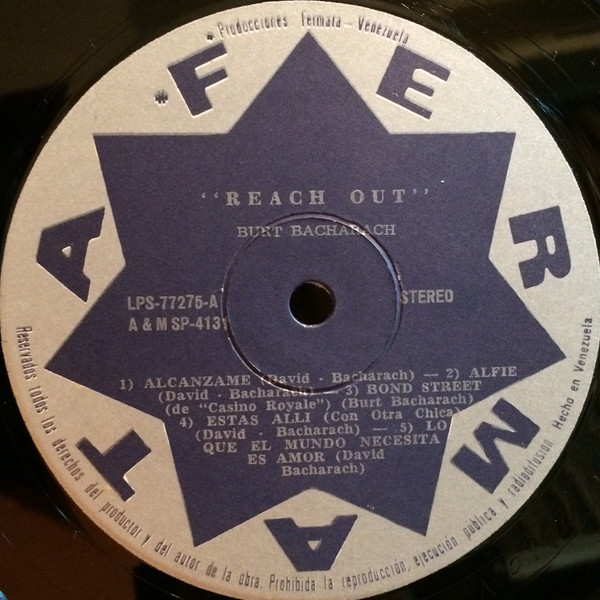 Producciones Fermata - Venezuela
* F E R M A T A
"REACH OUT"
BURT BACHARACH
LPS-77275-A
STEREO
A & M SP-4131
1) ALCANZAME (David - Bacharach) — 2) ALFIE
(David - Bacharach) — 3) BOND STREET
(de "Casino Royale") (Burt Bacharach)
4) ESTAS ALLI (Con Otra Chica)
(David - Bacharach) — 5) LO
QUE EL MUNDO NECESITA
ES AMOR (David
Bacharach)
Reservados todos los derechos del productor y del autor de la obra. Prohibida la reproducción, ejecución pública y radiodifusion. Hecho en Venezuela